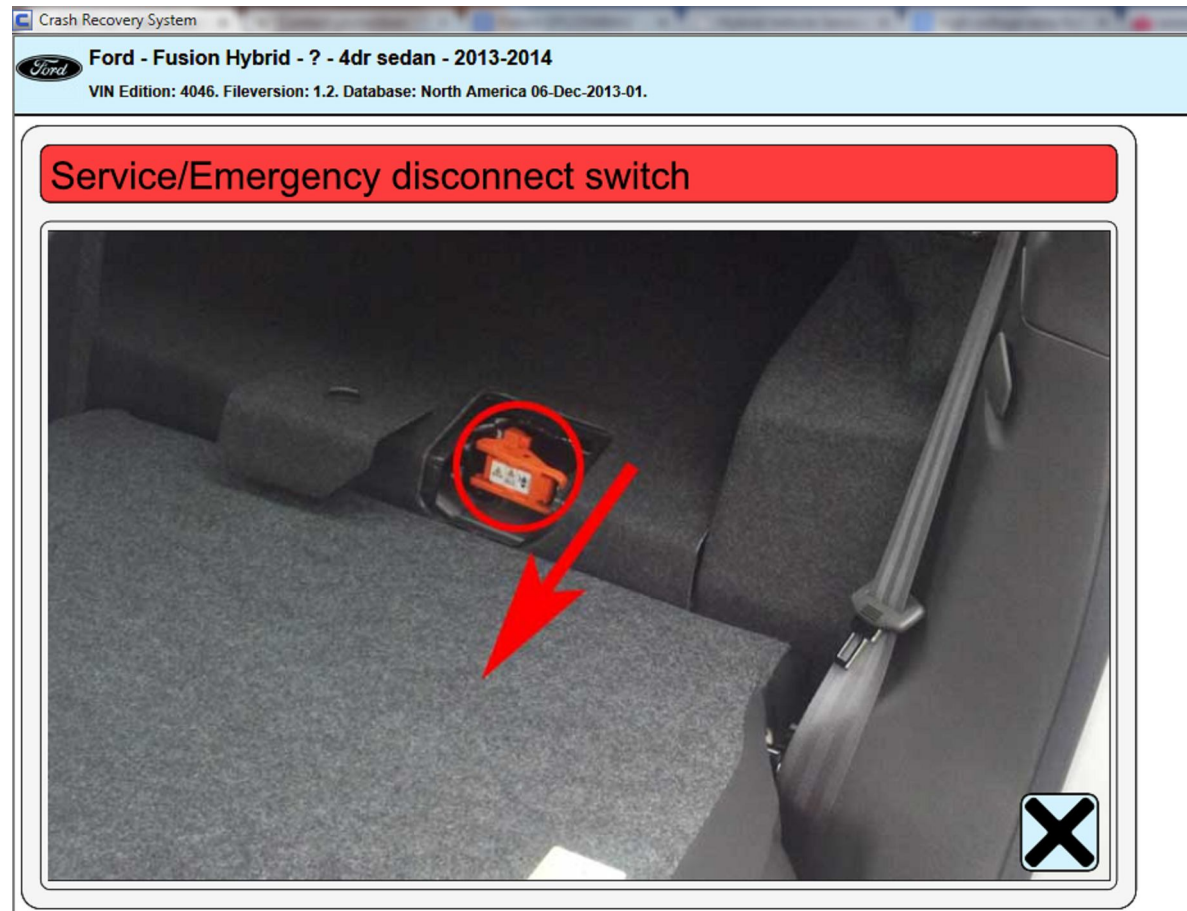 Crash Recovery System
Ford
Ford - Fusion Hybrid - ? - 4dr sedan - 2013-2014
VIN Edition: 4046. Fileversion: 1.2. Database: North America 06-Dec-2013-01.
Service/Emergency disconnect switch